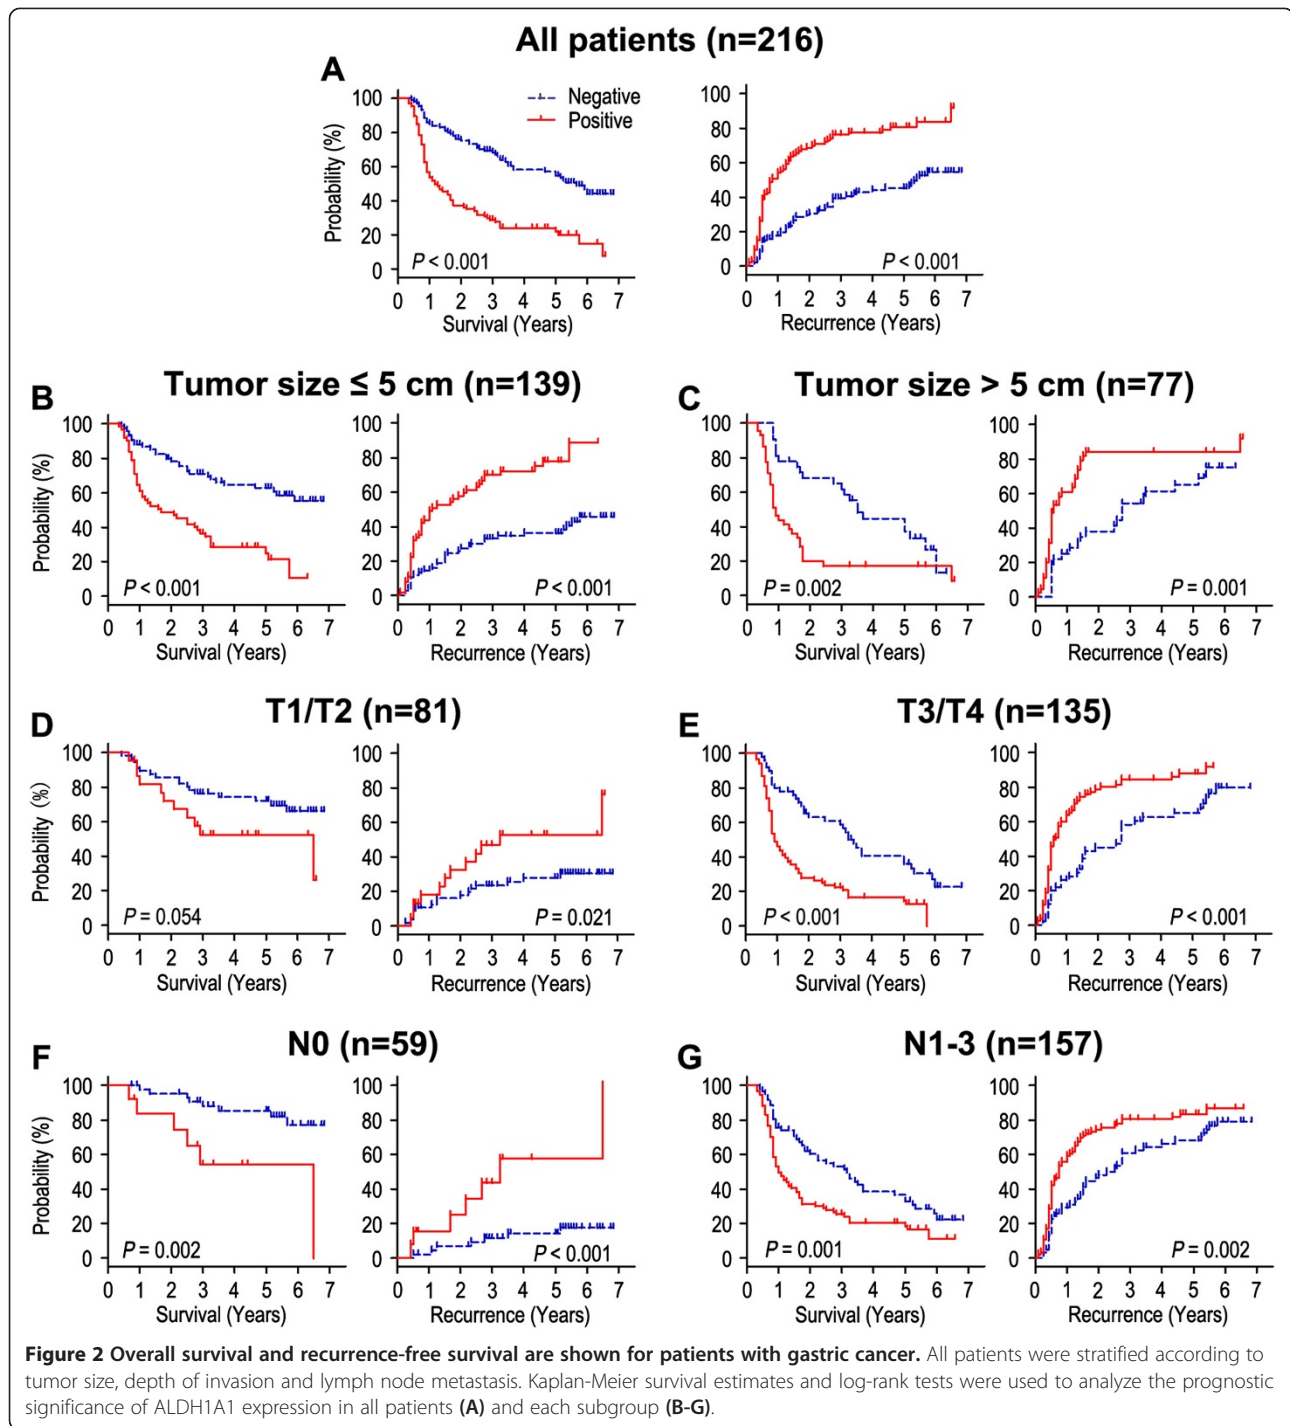 All patients (n=216)
A
Negative
Positive
Probability (%)
100
80
60
40
20
0
P < 0.001
0 1 2 3 4 5 6 7
Survival (Years)
100
80
60
40
20
0
P < 0.001
0 1 2 3 4 5 6 7
Recurrence (Years)
B
Tumor size ≤ 5 cm (n=139)
Probability (%)
100
80
60
40
20
0
P < 0.001
0 1 2 3 4 5 6 7
Survival (Years)
100
80
60
40
20
0
P < 0.001
0 1 2 3 4 5 6 7
Recurrence (Years)
C
Tumor size > 5 cm (n=77)
100
80
60
40
20
0
P = 0.002
0 1 2 3 4 5 6 7
Survival (Years)
100
80
60
40
20
0
P = 0.001
0 1 2 3 4 5 6 7
Recurrence (Years)
D
T1/T2 (n=81)
Probability (%)
100
80
60
40
20
0
P = 0.054
0 1 2 3 4 5 6 7
Survival (Years)
100
80
60
40
20
0
P = 0.021
0 1 2 3 4 5 6 7
Recurrence (Years)
E
T3/T4 (n=135)
100
80
60
40
20
0
P < 0.001
0 1 2 3 4 5 6 7
Survival (Years)
100
80
60
40
20
0
P < 0.001
0 1 2 3 4 5 6 7
Recurrence (Years)
F
N0 (n=59)
Probability (%)
100
80
60
40
20
0
P = 0.002
0 1 2 3 4 5 6 7
Survival (Years)
100
80
60
40
20
0
P < 0.001
0 1 2 3 4 5 6 7
Recurrence (Years)
G
N1-3 (n=157)
100
80
60
40
20
0
P = 0.001
0 1 2 3 4 5 6 7
Survival (Years)
100
80
60
40
20
0
P = 0.002
0 1 2 3 4 5 6 7
Recurrence (Years)
Figure 2 Overall survival and recurrence-free survival are shown for patients with gastric cancer. All patients were stratified according to
tumor size, depth of invasion and lymph node metastasis. Kaplan-Meier survival estimates and log-rank tests were used to analyze the prognostic
significance of ALDH1A1 expression in all patients (A) and each subgroup (B-G).